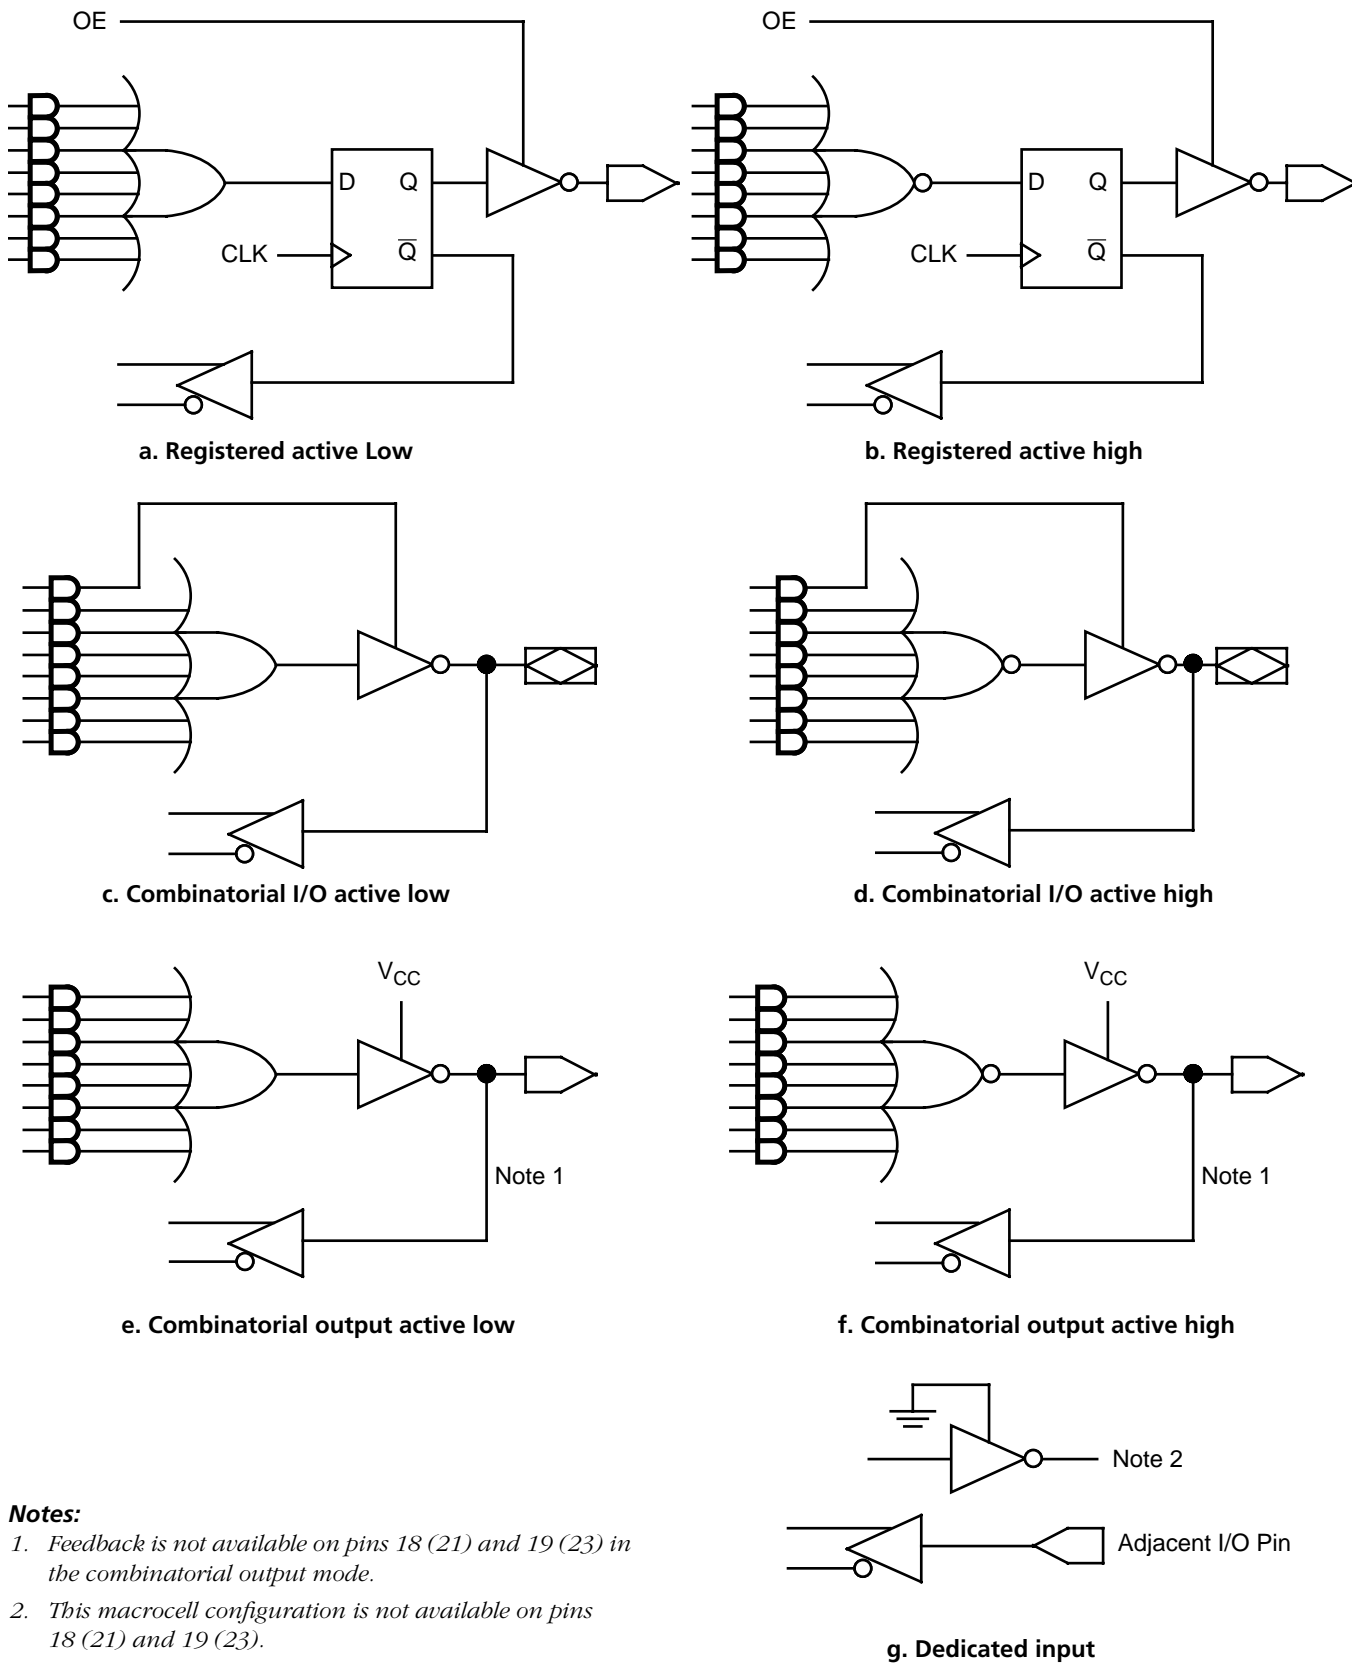 OE
OE
D Q
CLK Q̅
D Q
CLK Q̅
a. Registered active Low
b. Registered active high
c. Combinatorial I/O active low
d. Combinatorial I/O active high
VCC
VCC
Note 1
Note 1
e. Combinatorial output active low
f. Combinatorial output active high
Note 2
Adjacent I/O Pin
g. Dedicated input
Notes:
1. Feedback is not available on pins 18 (21) and 19 (23) in
the combinatorial output mode.
2. This macrocell configuration is not available on pins
18 (21) and 19 (23).